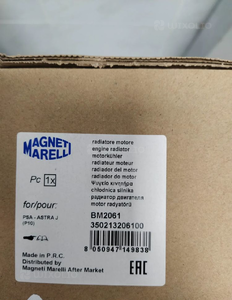 MAGNETI
MARELLI
Pc 1x
radiatore motore
engine radiator
motorkühler
radiateur moteur
radiador del motor
radiador do motor
Ψυγείο κινητήρα
chłodnica silnika
радиатор двигателя
motor radyatörü
for/pour:
PSA - ASTRA J
(P10)
BM2061
350213206100
8 050947 149838
Made in P.R.C.
Distributed by
Magneti Marelli After Market
EAC